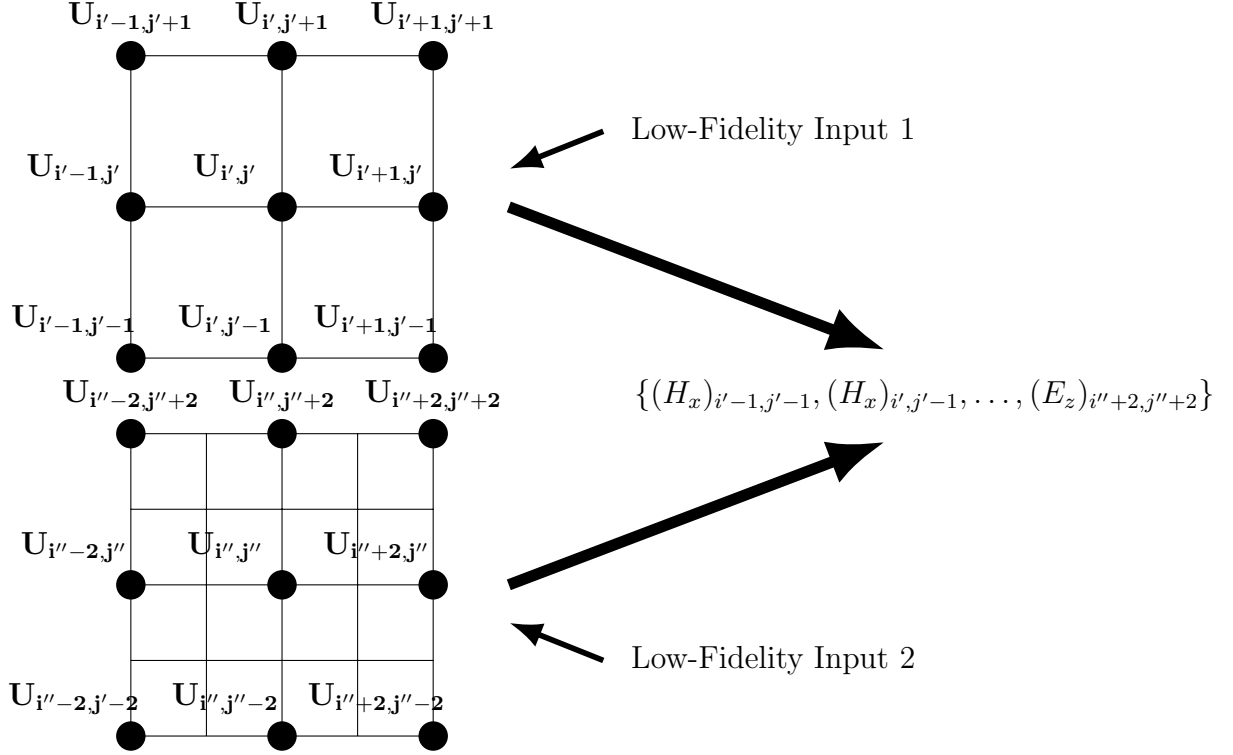 U_{i′−1,j′+1} U_{i′,j′+1} U_{i′+1,j′+1}
Low-Fidelity Input 1
U_{i′−1,j′} U_{i′,j′} U_{i′+1,j′}
U_{i′−1,j′−1} U_{i′,j′−1} U_{i′+1,j′−1}
U_{i″−2,j″+2} U_{i″,j″+2} U_{i″+2,j″+2}
{(H_x)_{i′−1,j′−1}, (H_x)_{i′,j′−1}, . . . , (E_z)_{i″+2,j″+2}}
U_{i″−2,j″} U_{i″,j″} U_{i″+2,j″}
Low-Fidelity Input 2
U_{i″−2,j′−2} U_{i″,j″−2} U_{i″+2,j″−2}